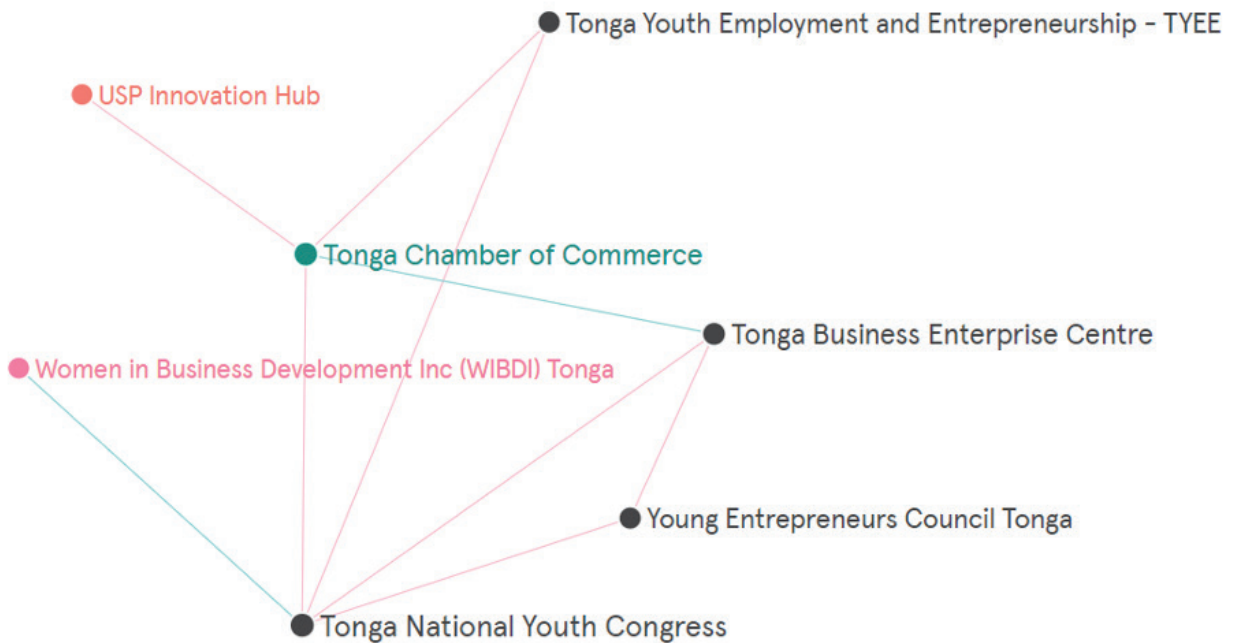 Tonga Youth Employment and Entrepreneurship - TYEE
USP Innovation Hub
Tonga Chamber of Commerce
Tonga Business Enterprise Centre
Women in Business Development Inc (WIBDI) Tonga
Young Entrepreneurs Council Tonga
Tonga National Youth Congress